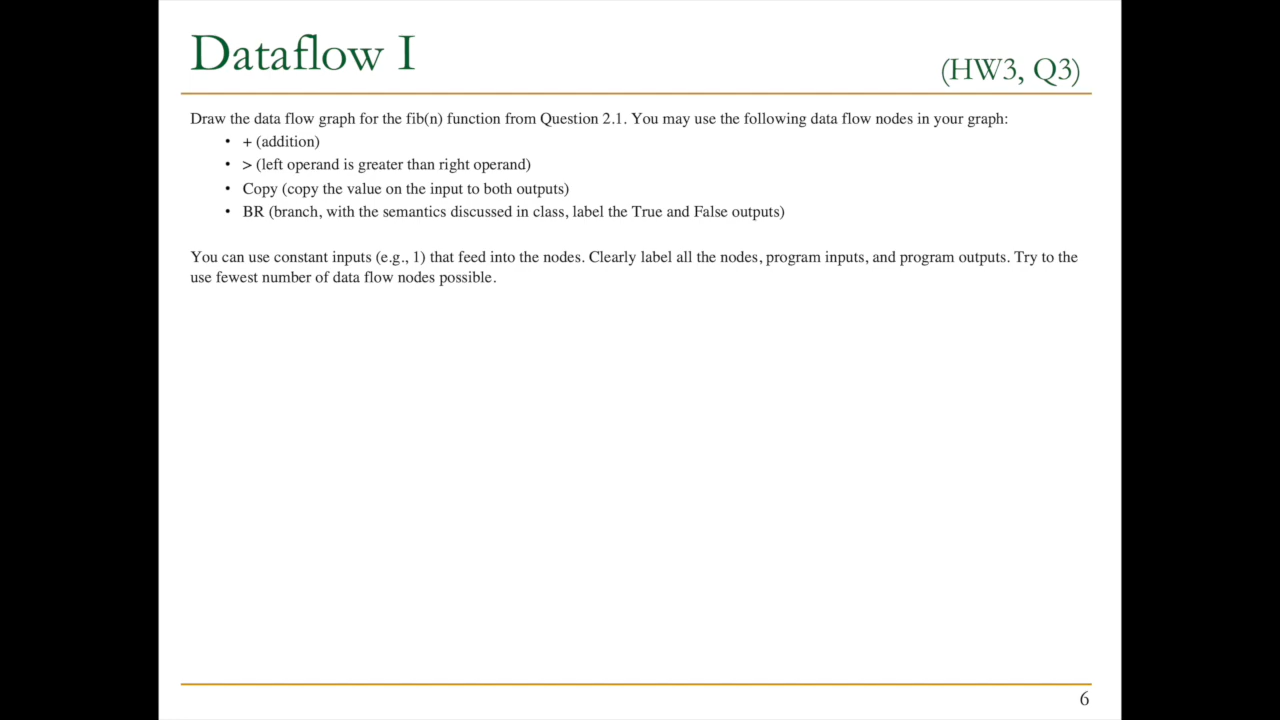 Dataflow I
(HW3, Q3)
Draw the data flow graph for the fib(n) function from Question 2.1. You may use the following data flow nodes in your graph:
• + (addition)
• > (left operand is greater than right operand)
• Copy (copy the value on the input to both outputs)
• BR (branch, with the semantics discussed in class, label the True and False outputs)
You can use constant inputs (e.g., 1) that feed into the nodes. Clearly label all the nodes, program inputs, and program outputs. Try to the
use fewest number of data flow nodes possible.
6